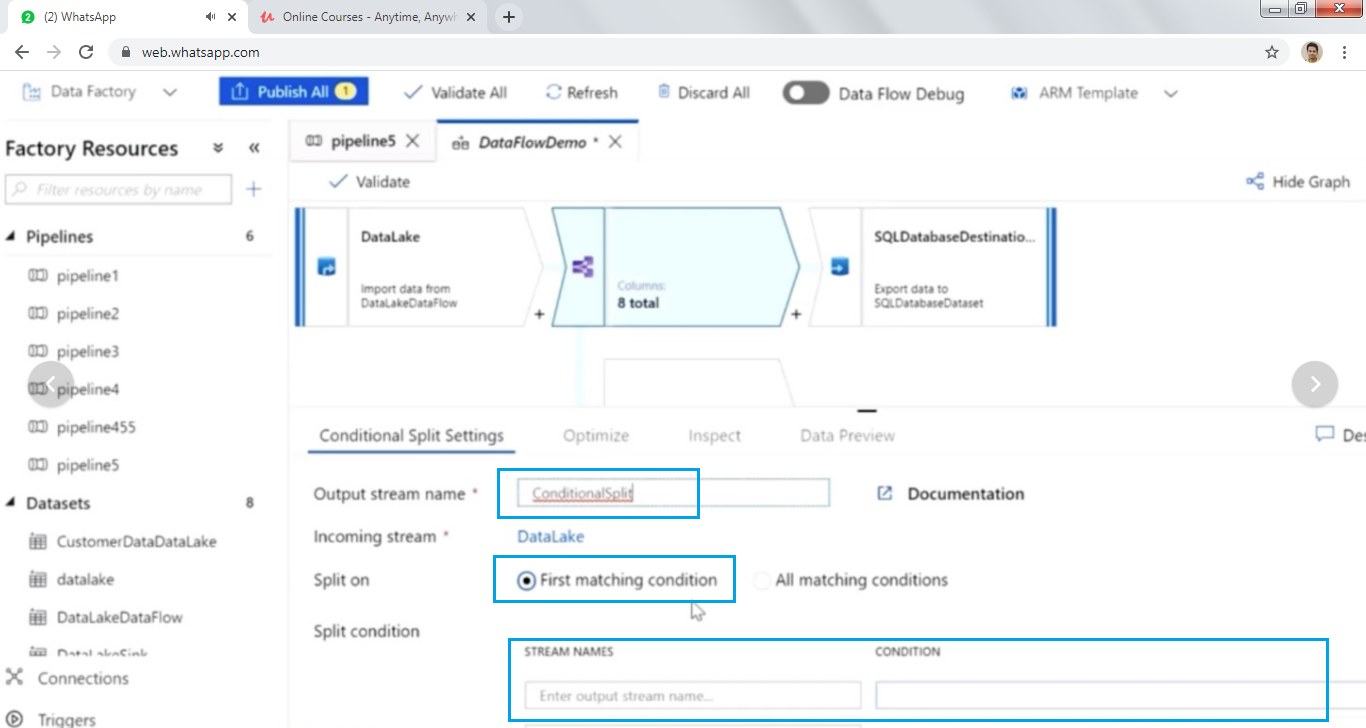 2 (2) WhatsApp
Online Courses - Anytime, Anywh
web.whatsapp.com
Data Factory
Publish All 1
Validate All
Refresh
Discard All
Data Flow Debug
ARM Template
Factory Resources
pipeline5
DataFlowDemo *
Filter resources by name
Validate
Hide Graph
Pipelines 6
pipeline1
pipeline2
pipeline3
pipeline4
pipeline455
pipeline5
Datasets 8
CustomerDataDataLake
datalake
DataLakeDataFlow
DataLakeSink
Connections
Triggers
DataLake
Import data from
DataLakeDataFlow
+
Columns:
8 total
+
SQLDatabaseDestinatio...
Export data to
SQLDatabaseDataset
Conditional Split Settings
Optimize
Inspect
Data Preview
Des
Output stream name *
ConditionalSplit
Documentation
Incoming stream *
DataLake
Split on
First matching condition
All matching conditions
Split condition
STREAM NAMES
CONDITION
Enter output stream name...